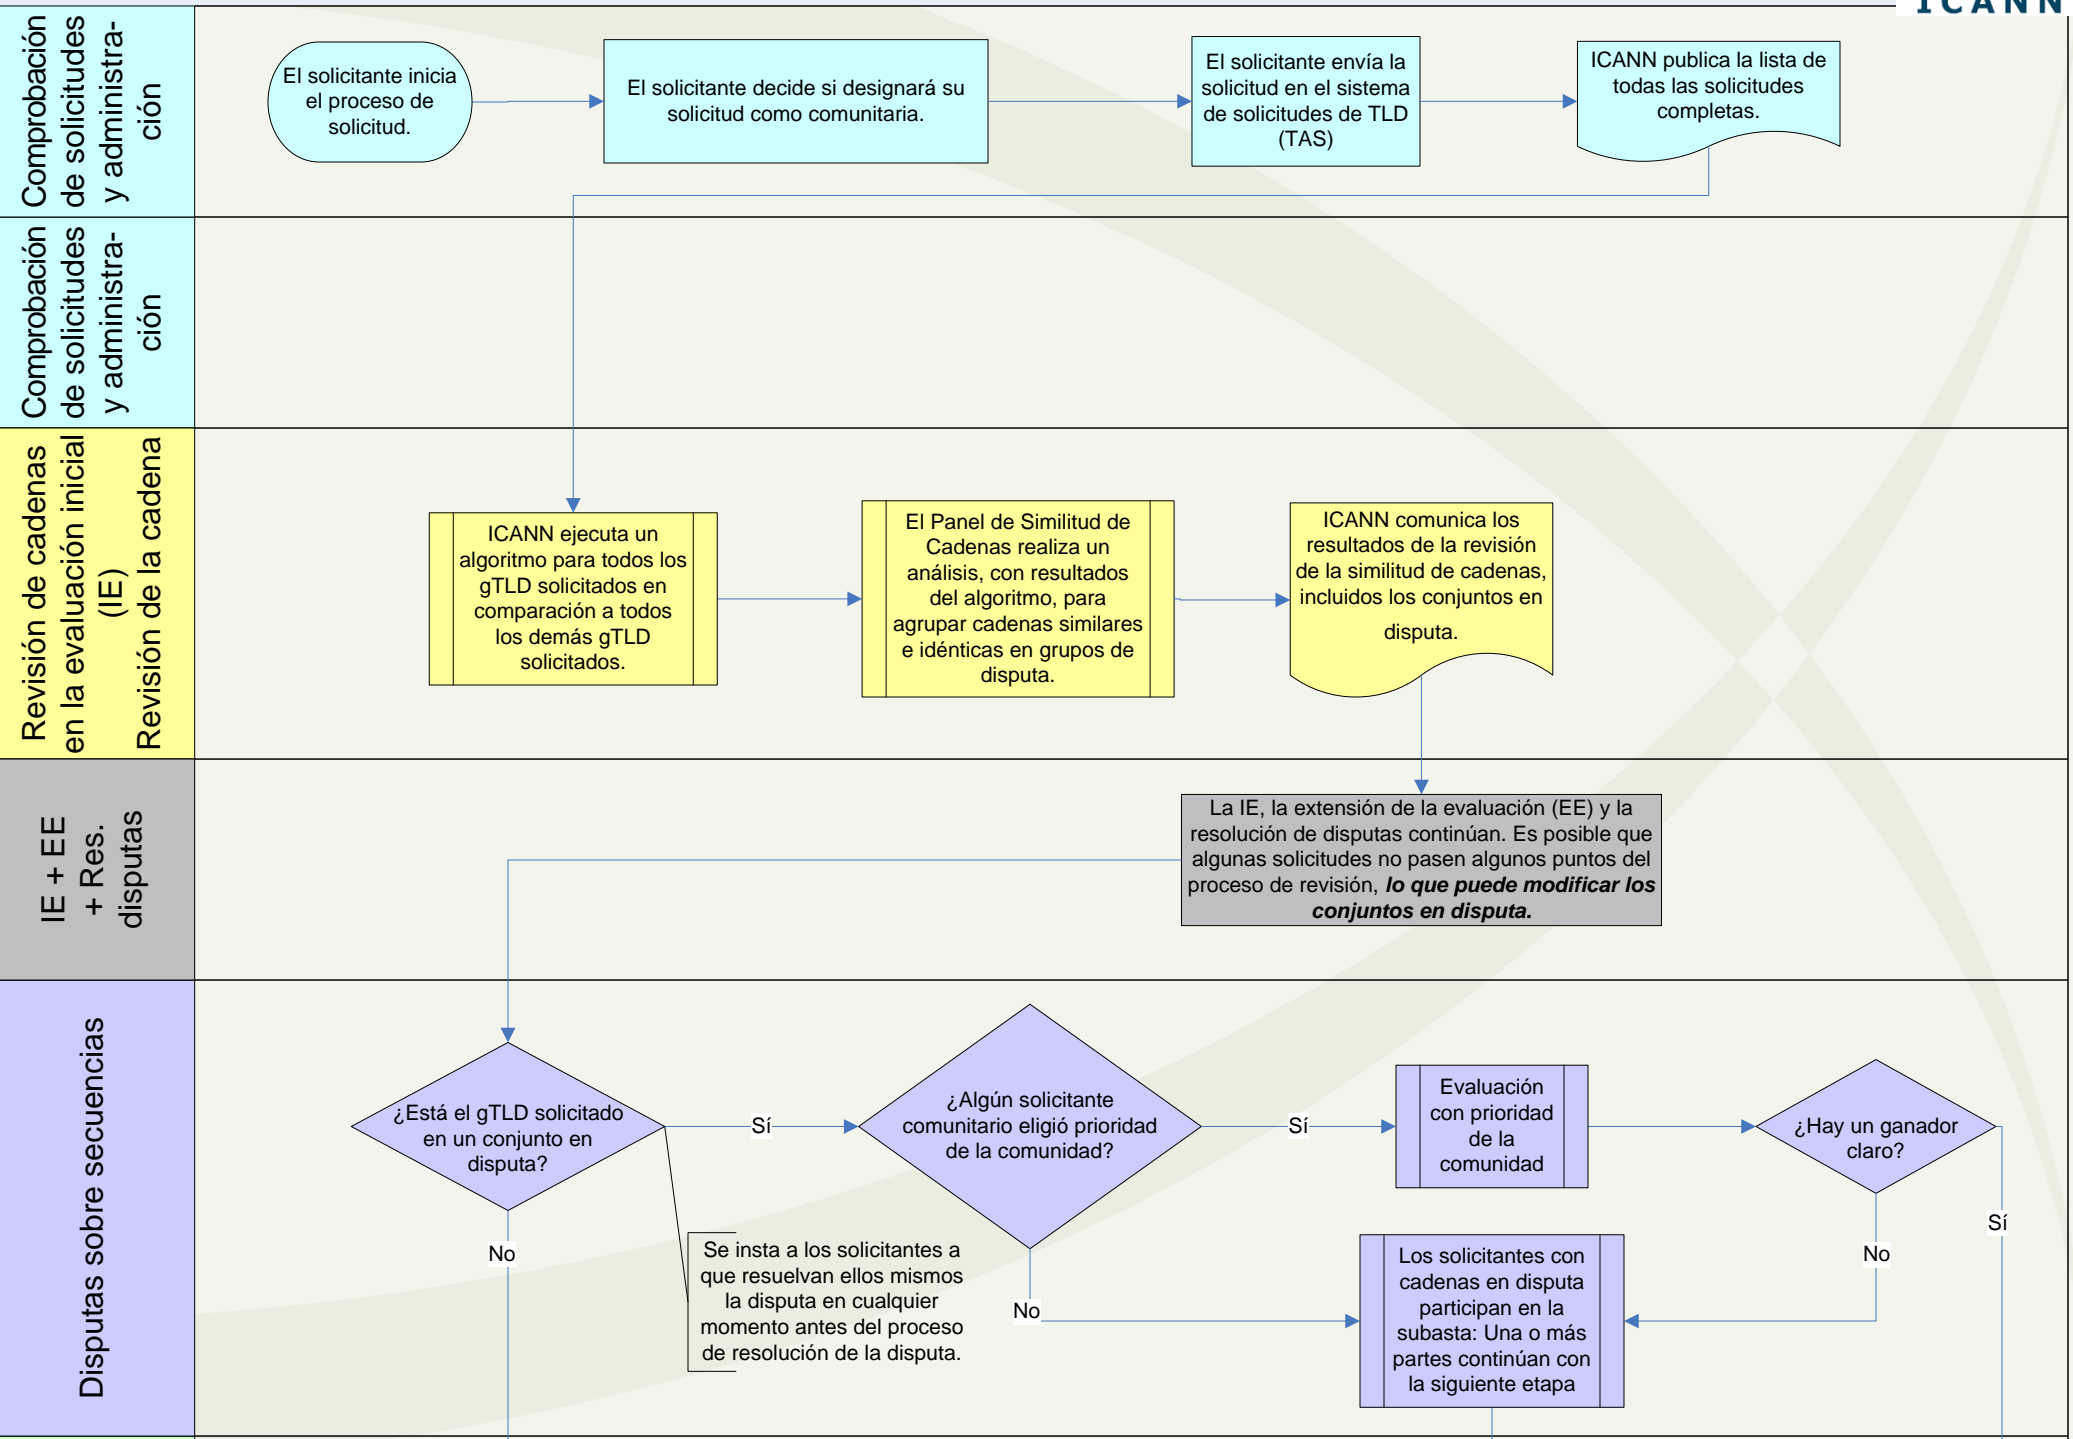 ICANN
Comprobación
de solicitudes
y administra-
ción
El solicitante inicia
el proceso de
solicitud.
El solicitante decide si designará su
solicitud como comunitaria.
El solicitante envía la
solicitud en el sistema
de solicitudes de TLD
(TAS)
ICANN publica la lista de
todas las solicitudes
completas.
Comprobación
de solicitudes
y administra-
ción
Revisión de cadenas
en la evaluación inicial
(IE)
Revisión de la cadena
ICANN ejecuta un
algoritmo para todos los
gTLD solicitados en
comparación a todos
los demás gTLD
solicitados.
El Panel de Similitud de
Cadenas realiza un
análisis, con resultados
del algoritmo, para
agrupar cadenas similares
e idénticas en grupos de
disputa.
ICANN comunica los
resultados de la revisión
de la similitud de cadenas,
incluidos los conjuntos en
disputa.
IE + EE
+ Res.
disputas
La IE, la extensión de la evaluación (EE) y la
resolución de disputas continúan. Es posible que
algunas solicitudes no pasen algunos puntos del
proceso de revisión, lo que puede modificar los
conjuntos en disputa.
Disputas sobre secuencias
¿Está el gTLD solicitado
en un conjunto en
disputa?
Sí
¿Algún solicitante
comunitario eligió prioridad
de la comunidad?
Sí
Evaluación
con prioridad
de la
comunidad
¿Hay un ganador
claro?
Sí
No
No
No
Se insta a los solicitantes a
que resuelvan ellos mismos
la disputa en cualquier
momento antes del proceso
de resolución de la disputa.
Los solicitantes con
cadenas en disputa
participan en la
subasta: Una o más
partes continúan con
la siguiente etapa